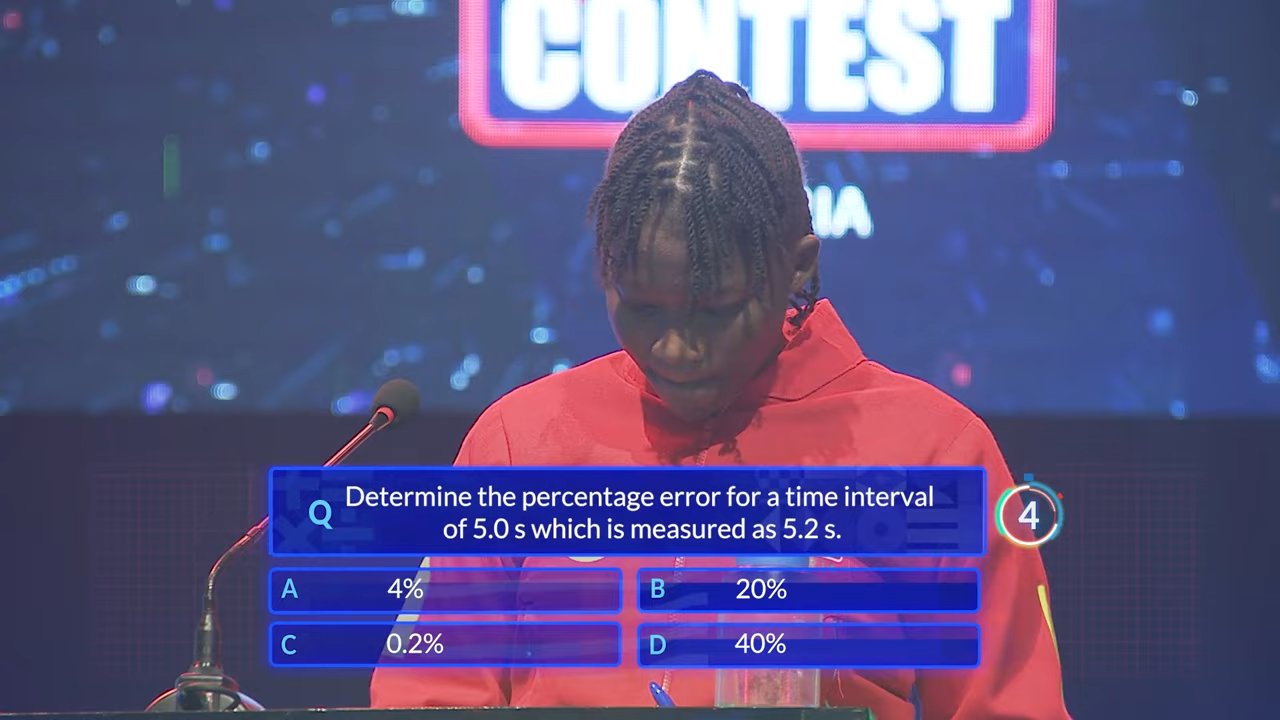 CONTEST
Q Determine the percentage error for a time interval
of 5.0 s which is measured as 5.2 s.
4
A 4%
B 20%
C 0.2%
D 40%